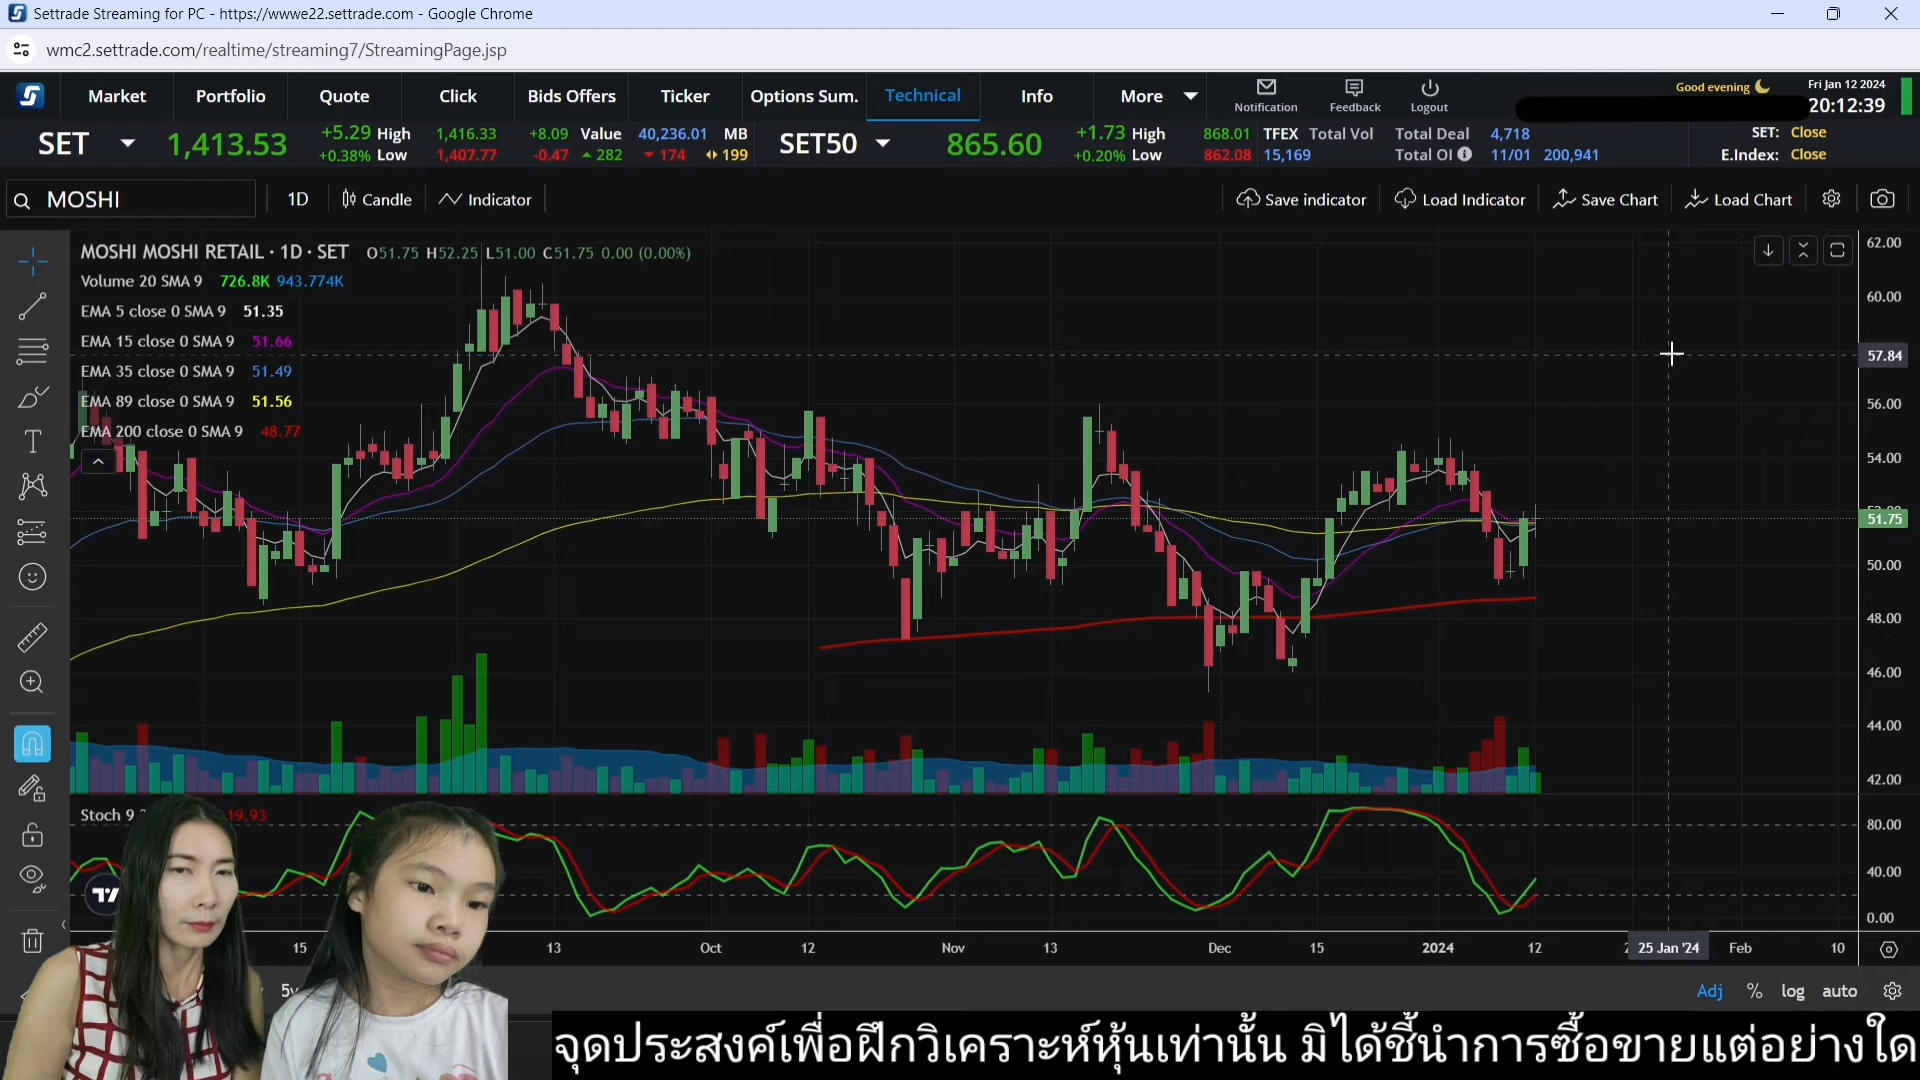 Settrade Streaming for PC - https://wwwe22.settrade.com - Google Chrome
wmc2.settrade.com/realtime/streaming7/StreamingPage.jsp
Market Portfolio Quote Click Bids Offers Ticker Options Sum. Technical Info More Notification Feedback Logout
Good evening Fri Jan 12 2024
20:12:39
SET 1,413.53 +5.29 High 1,416.33 +8.09 Value 40,236.01 MB SET50 865.60 +1.73 High 868.01 TFEX Total Vol Total Deal 4,718 SET: Close
+0.38% Low 1,407.77 -0.47 282 174 199 +0.20% Low 862.08 15,169 Total OI 11/01 200,941 E.Index: Close
MOSHI 1D Candle Indicator Save indicator Load Indicator Save Chart Load Chart
MOSHI MOSHI RETAIL · 1D · SET O51.75 H52.25 L51.00 C51.75 0.00 (0.00%)
Volume 20 SMA 9 726.8K 943.774K
EMA 5 close 0 SMA 9 51.35
EMA 15 close 0 SMA 9 51.66
EMA 35 close 0 SMA 9 51.49
EMA 89 close 0 SMA 9 51.56
EMA 200 close 0 SMA 9 48.77
62.00
60.00
57.84
56.00
54.00
51.75
50.00
48.00
46.00
44.00
42.00
Stoch 9 19.93
80.00
40.00
0.00
15 13 Oct 12 Nov 13 Dec 15 2024 12 25 Jan '24 Feb 10
Adj % log auto
จุดประสงค์เพื่อฝึกวิเคราะห์หุ้นเท่านั้น มิได้ชี้นำการซื้อขายแต่อย่างใด